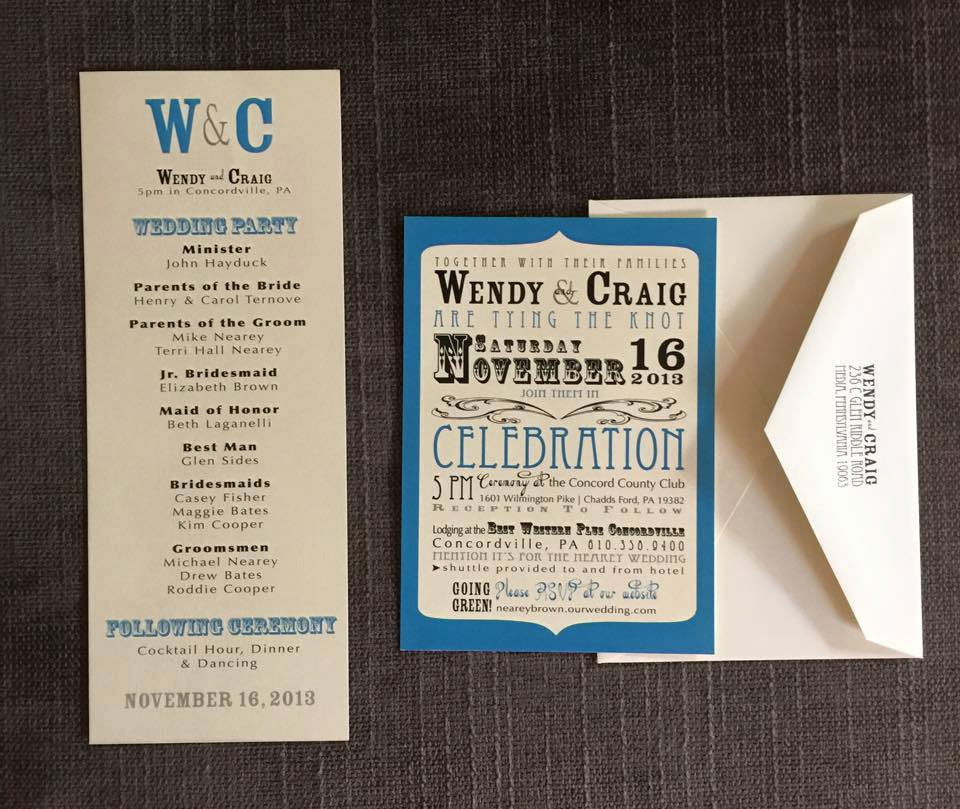 W & C
WENDY and CRAIG
5pm in Concordville, PA
WEDDING PARTY
Minister
John Hayduck
Parents of the Bride
Henry & Carol Ternove
Parents of the Groom
Mike Nearey
Terri Hall Nearey
Jr. Bridesmaid
Elizabeth Brown
Maid of Honor
Beth Laganelli
Best Man
Glen Sides
Bridesmaids
Casey Fisher
Maggie Bates
Kim Cooper
Groomsmen
Michael Nearey
Drew Bates
Roddie Cooper
FOLLOWING CEREMONY
Cocktail Hour, Dinner
& Dancing
NOVEMBER 16, 2013
TOGETHER WITH THEIR FAMILIES
WENDY & CRAIG
ARE TYING THE KNOT
SATURDAY
NOVEMBER 16
2013
JOIN THEM IN
CELEBRATION
5 PM Ceremony at the Concord County Club
1601 Wilmington Pike | Chadds Ford, PA 19382
RECEPTION TO FOLLOW
Lodging at the BEST WESTERN PLUS CONCORDVILLE
Concordville, PA 610.358.9400
MENTION IT'S FOR THE NEAREY WEDDING
➤shuttle provided to and from hotel
GOING GREEN! Please RSVP at our website
neareybrown.ourwedding.com
WENDY and CRAIG
236 C GLEN RIDDLE ROAD
MEDIA, PENNSYLVANIA 19063